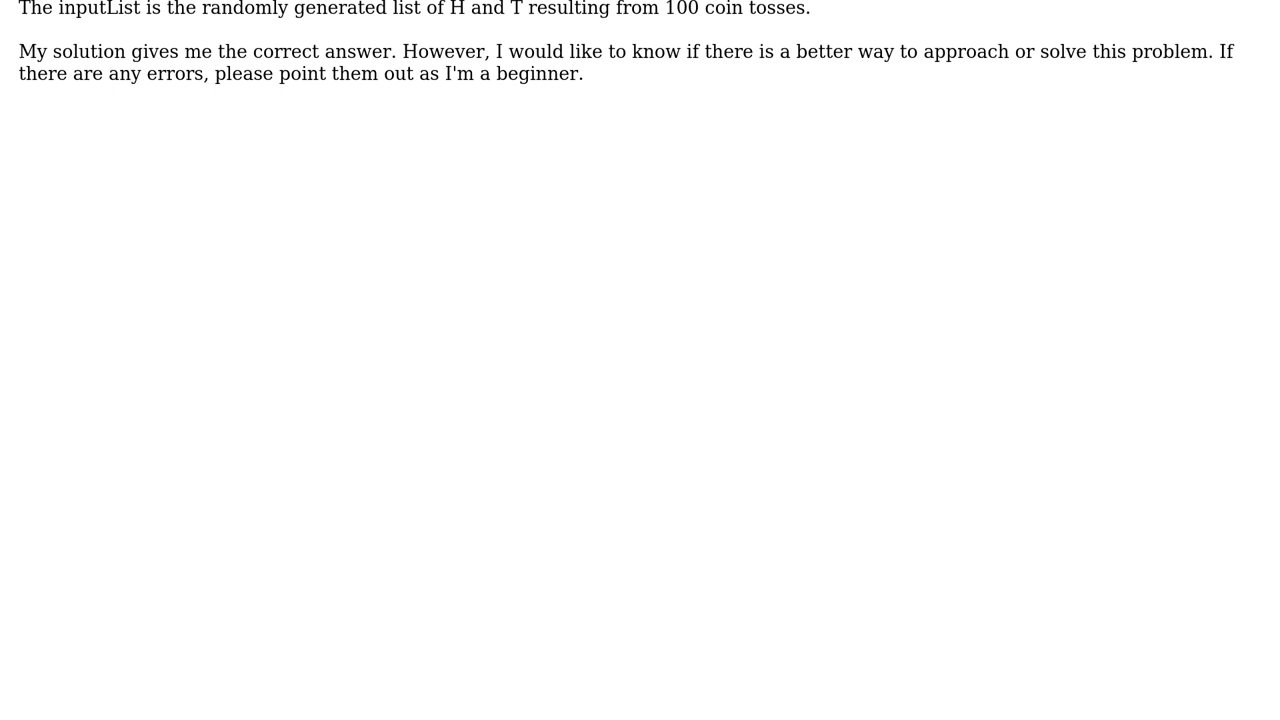 The inputList is the randomly generated list of H and T resulting from 100 coin tosses.
My solution gives me the correct answer. However, I would like to know if there is a better way to approach or solve this problem. If
there are any errors, please point them out as I'm a beginner.